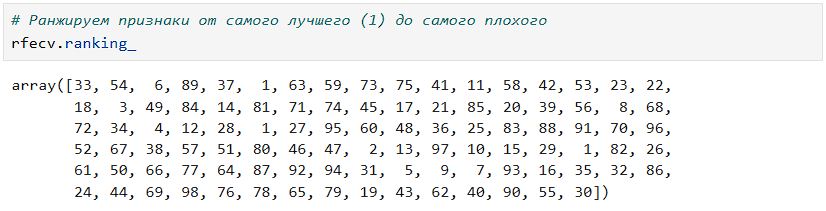 # Ранжируем признаки от самого лучшего (1) до самого плохого
rfecv.ranking_
array([33, 54,  6, 89, 37,  1, 63, 59, 73, 75, 41, 11, 58, 42, 53, 23, 22,
       18,  3, 49, 84, 14, 81, 71, 74, 45, 17, 21, 85, 20, 39, 56,  8, 68,
       72, 34,  4, 12, 28,  1, 27, 95, 60, 48, 36, 25, 83, 88, 91, 70, 96,
       52, 67, 38, 57, 51, 80, 46, 47,  2, 13, 97, 10, 15, 29,  1, 82, 26,
       61, 50, 66, 77, 64, 87, 92, 94, 31,  5,  9,  7, 93, 16, 35, 32, 86,
       24, 44, 69, 98, 76, 78, 65, 79, 19, 43, 62, 40, 90, 55, 30])